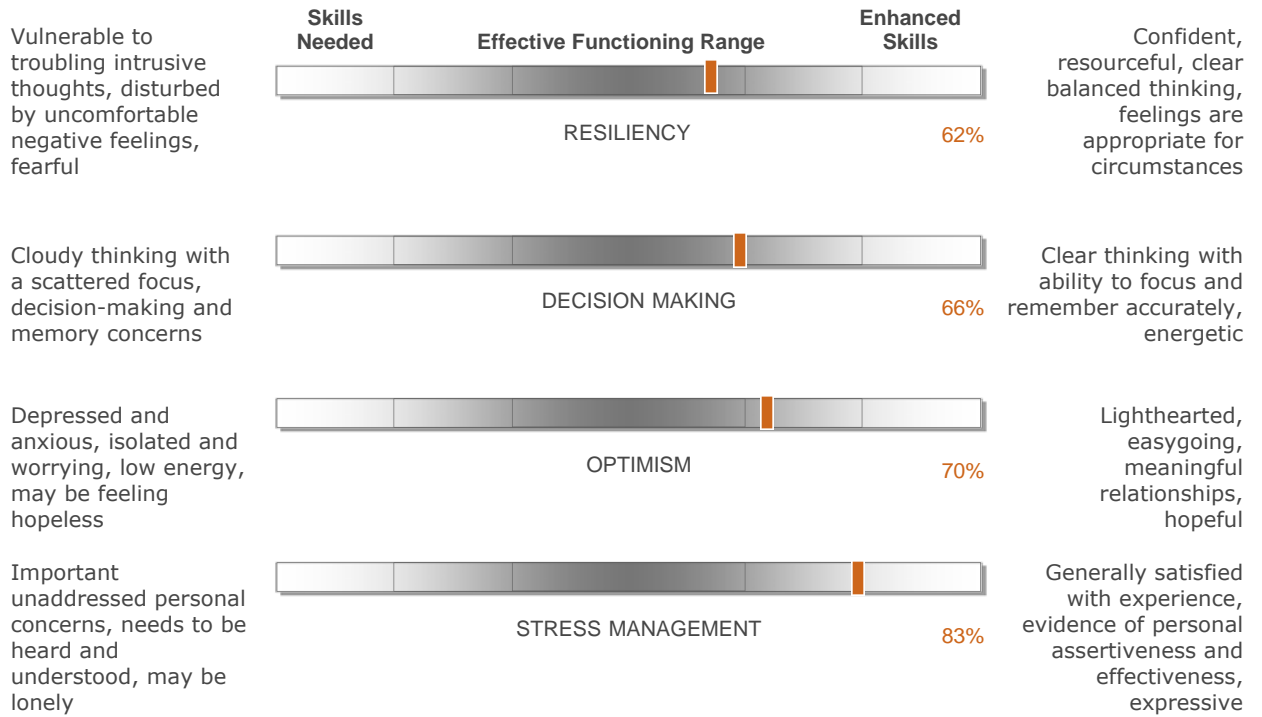 Skills
Needed
Effective Functioning Range
Enhanced
Skills
Vulnerable to
troubling intrusive
thoughts, disturbed
by uncomfortable
negative feelings,
fearful
RESILIENCY
62%
Confident,
resourceful, clear
balanced thinking,
feelings are
appropriate for
circumstances
Cloudy thinking with
a scattered focus,
decision-making and
memory concerns
DECISION MAKING
66%
Clear thinking with
ability to focus and
remember accurately,
energetic
Depressed and
anxious, isolated and
worrying, low energy,
may be feeling
hopeless
OPTIMISM
70%
Lighthearted,
easygoing,
meaningful
relationships,
hopeful
Important
unaddressed personal
concerns, needs to be
heard and
understood, may be
lonely
STRESS MANAGEMENT
83%
Generally satisfied
with experience,
evidence of personal
assertiveness and
effectiveness,
expressive